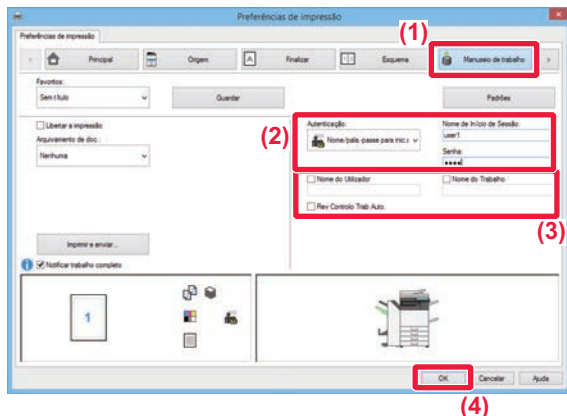 Preferências de impressão
Preferências de impressão
(1)
Principal
Origem
A
Finalizar
Esquema
Manuseio de trabalho
Favoritos:
Sem título
Guardar
Padrões
(2)
Libertar a impressão
Arquivamento de doc.:
Nenhuma
Autenticação:
Nome/pala.-passe para inic.s
Nome de Início de Sessão:
user1
Senha:
••••
Nome do Utilizador
Nome do Trabalho
Rev Controlo Trab Auto.
(3)
Imprimir e enviar...
Notificar trabalho completo
1
OK
Cancelar
Ajuda
(4)